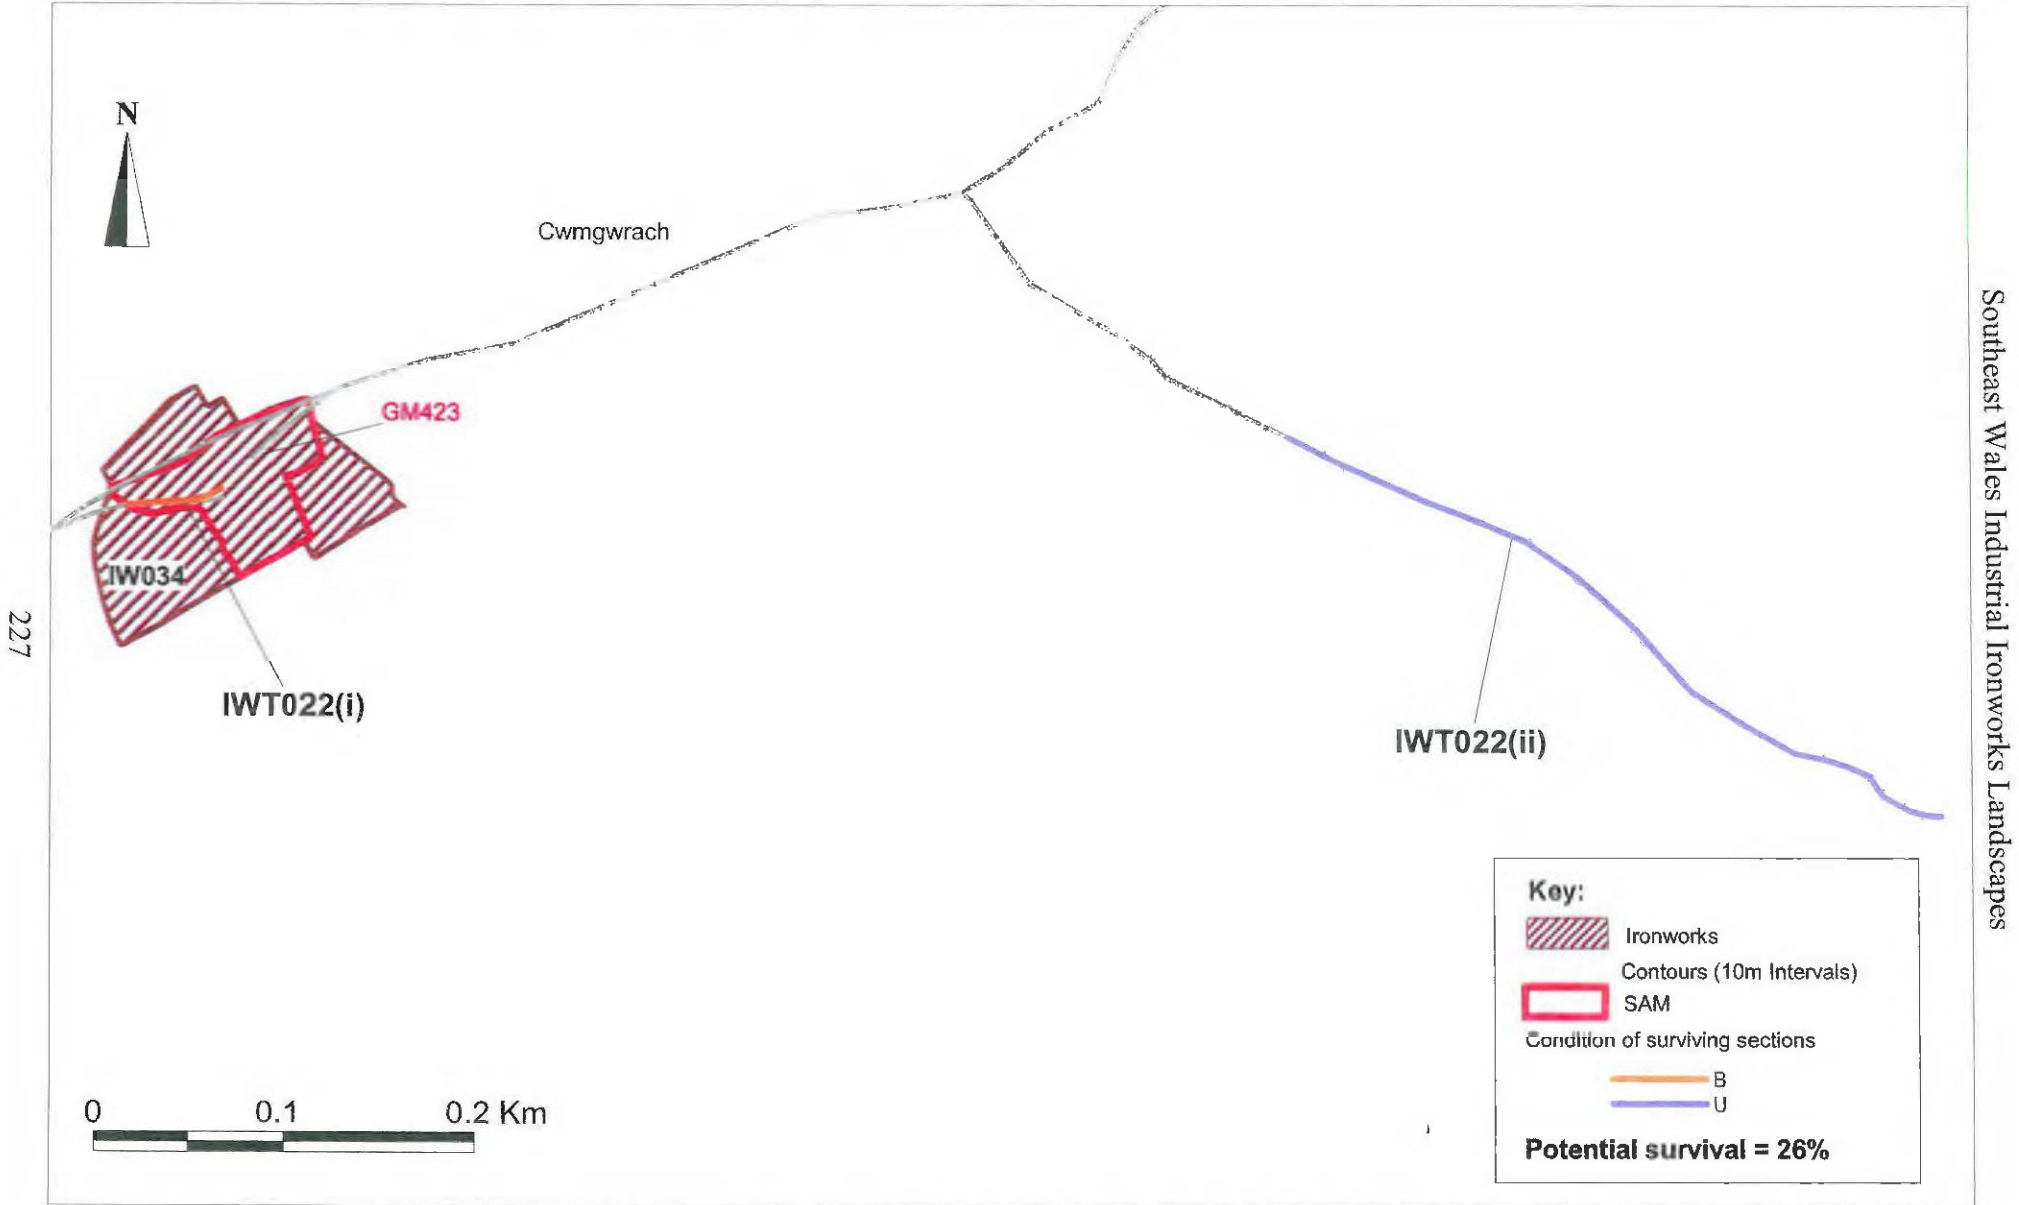 Southeast Wales Industrial Ironworks Landscapes
N
Cwmgwrach
GM423
IW034
IWT022(i)
IWT022(ii)
Key:
Ironworks
Contours (10m Intervals)
SAM
Condition of surviving sections
B
U
Potential survival = 26%
0 0.1 0.2 Km
227